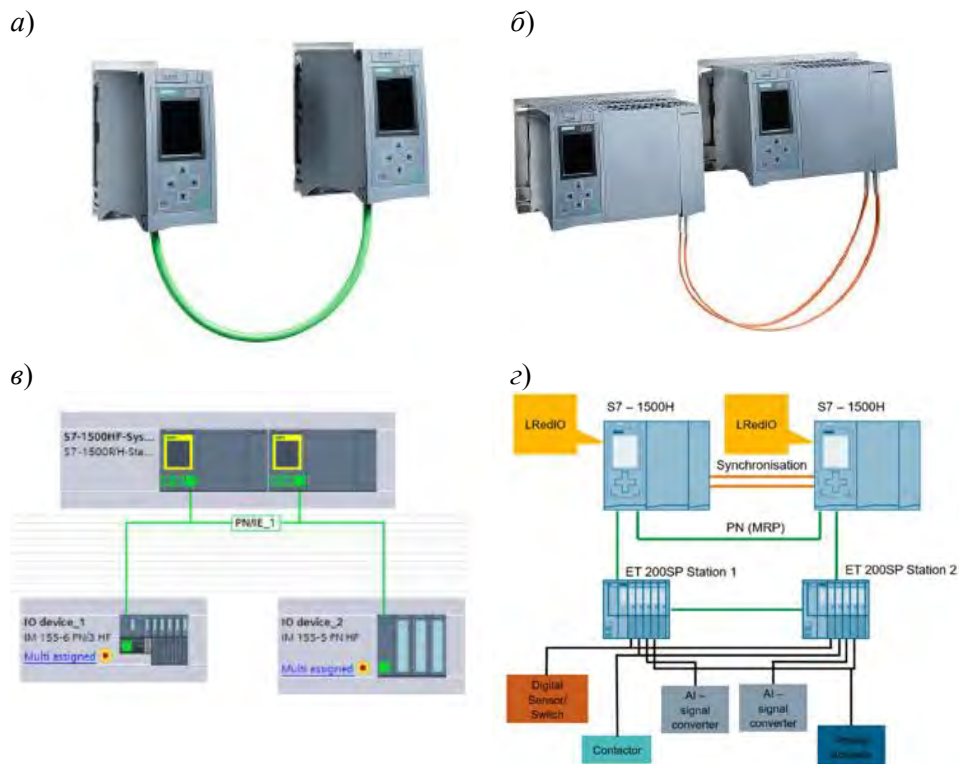 а)
б)
в)
S7-1500HF-Sys...
S7-1500R/H-Sta...
PN/IE_1
IO device_1
IM 155-6 PN/3 HF
Multi assigned
IO device_2
IM 155-5 PN HF
Multi assigned
г)
S7 – 1500H
S7 – 1500H
LRedIO
LRedIO
Synchronisation
PN (MRP)
ET 200SP Station 1
ET 200SP Station 2
Digital
Sensor/
Switch
AI –
signal
converter
AI –
signal
converter
Contactor